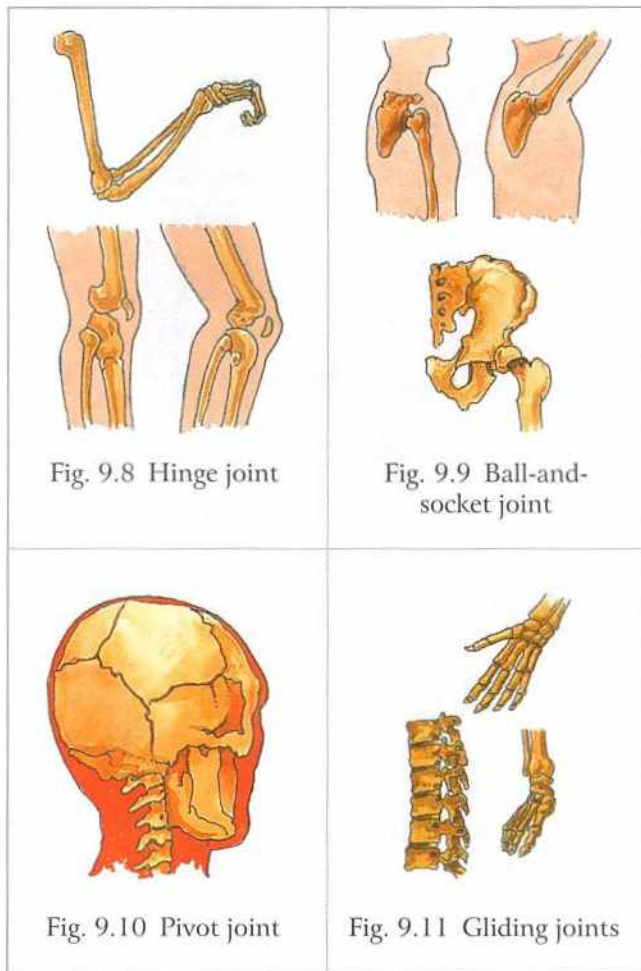 Fig. 9.8 Hinge joint
Fig. 9.9 Ball-and-
socket joint
Fig. 9.10 Pivot joint
Fig. 9.11 Gliding joints